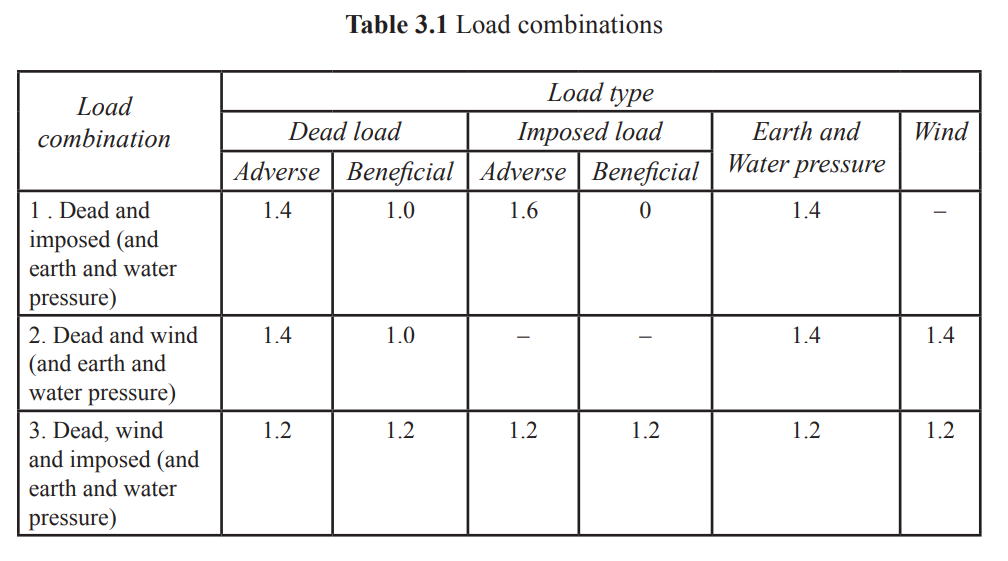 Table 3.1 Load combinations
Load combination
Load type
Dead load
Imposed load
Earth and Water pressure
Wind
Adverse
Beneficial
Adverse
Beneficial
1 . Dead and imposed (and earth and water pressure)
1.4
1.0
1.6
0
1.4
–
2. Dead and wind (and earth and water pressure)
1.4
1.0
–
–
1.4
1.4
3. Dead, wind and imposed (and earth and water pressure)
1.2
1.2
1.2
1.2
1.2
1.2